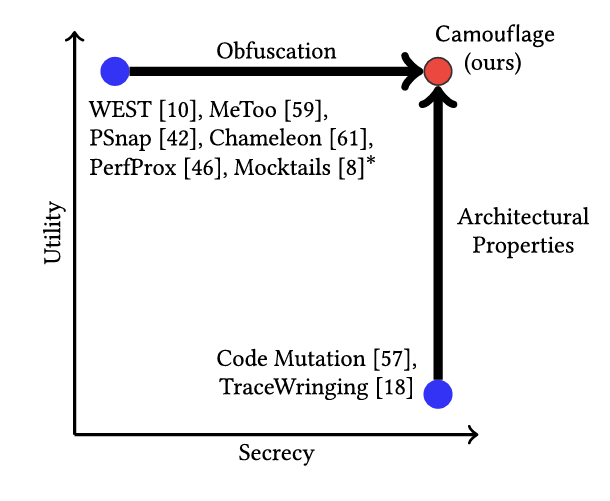 Camouflage
(ours)
Obfuscation
WEST [10], MeToo [59],
PSnap [42], Chameleon [61],
PerfProx [46], Mocktails [8]*
Utility
Architectural
Properties
Code Mutation [57],
TraceWringing [18]
Secrecy